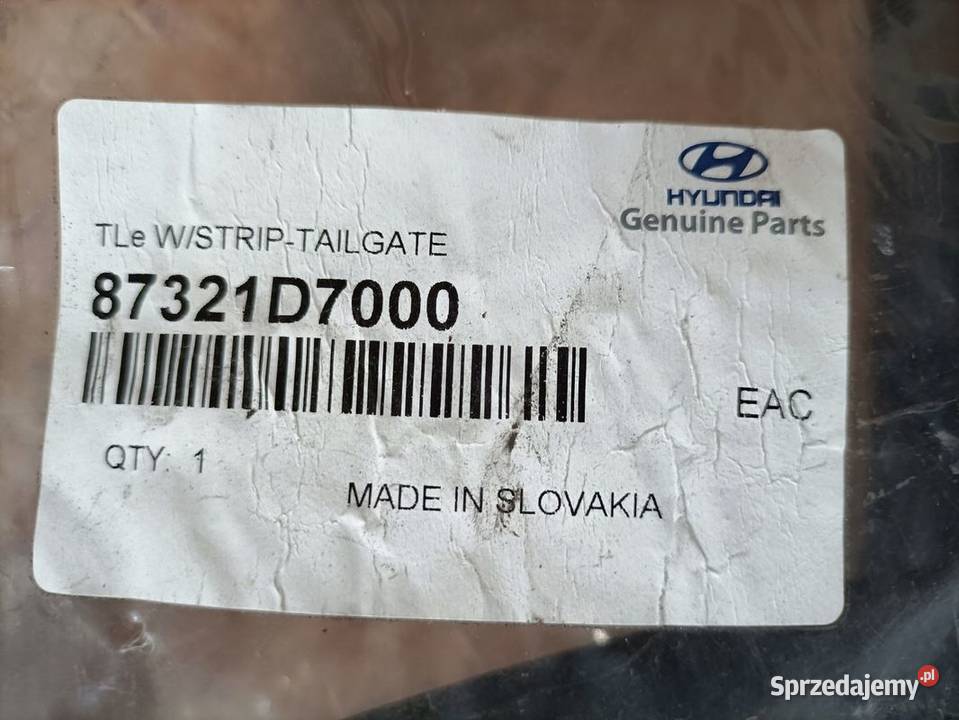 HYUNDAI
Genuine Parts
TLe W/STRIP-TAILGATE
87321D7000
EAC
QTY: 1
MADE IN SLOVAKIA
Sprzedajemy.pl